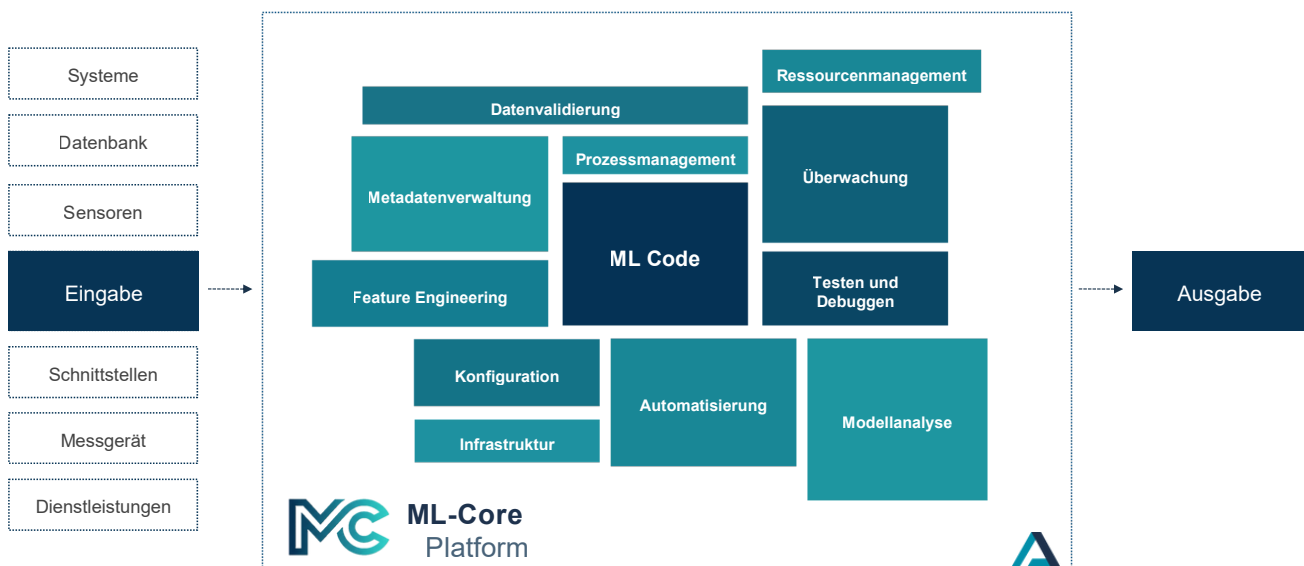 Systeme
Datenbank
Sensoren
Eingabe
Schnittstellen
Messgerät
Dienstleistungen
Ressourcenmanagement
Datenvalidierung
Prozessmanagement
Metadatenverwaltung
Überwachung
ML Code
Feature Engineering
Testen und
Debuggen
Konfiguration
Automatisierung
Modellanalyse
Infrastruktur
MC
ML-Core
Platform
Ausgabe